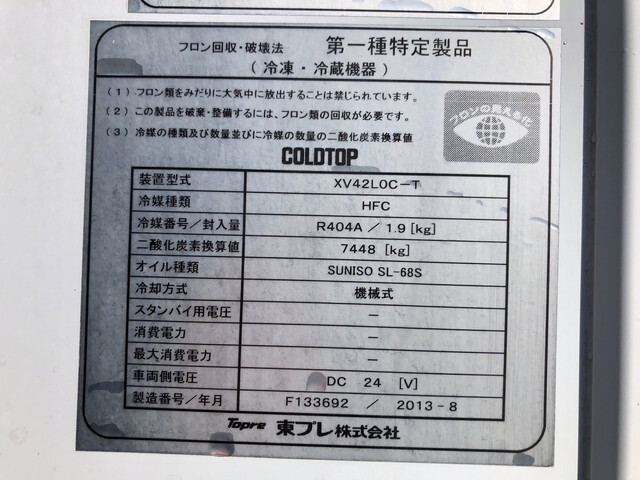 フロン回収・破壊法 第一種特定製品
(冷凍・冷蔵機器)
(1) フロン類をみだりに大気中に放出することは禁じられています。
(2) この製品を破棄・整備するには、フロン類の回収が必要です。
(3) 冷媒の種類及び数量並びに冷媒の数量の二酸化炭素換算値
フロンの見える化
COLDTOP
装置型式 XV42LOC-T
冷媒種類 HFC
冷媒番号/封入量 R404A / 1.9 [kg]
二酸化炭素換算値 7448 [kg]
オイル種類 SUNISO SL-68S
冷却方式 機械式
スタンバイ用電圧 -
消費電力 -
最大消費電力 -
車両側電圧 DC 24 [V]
製造番号/年月 F133692 / 2013-8
Topre 東プレ株式会社